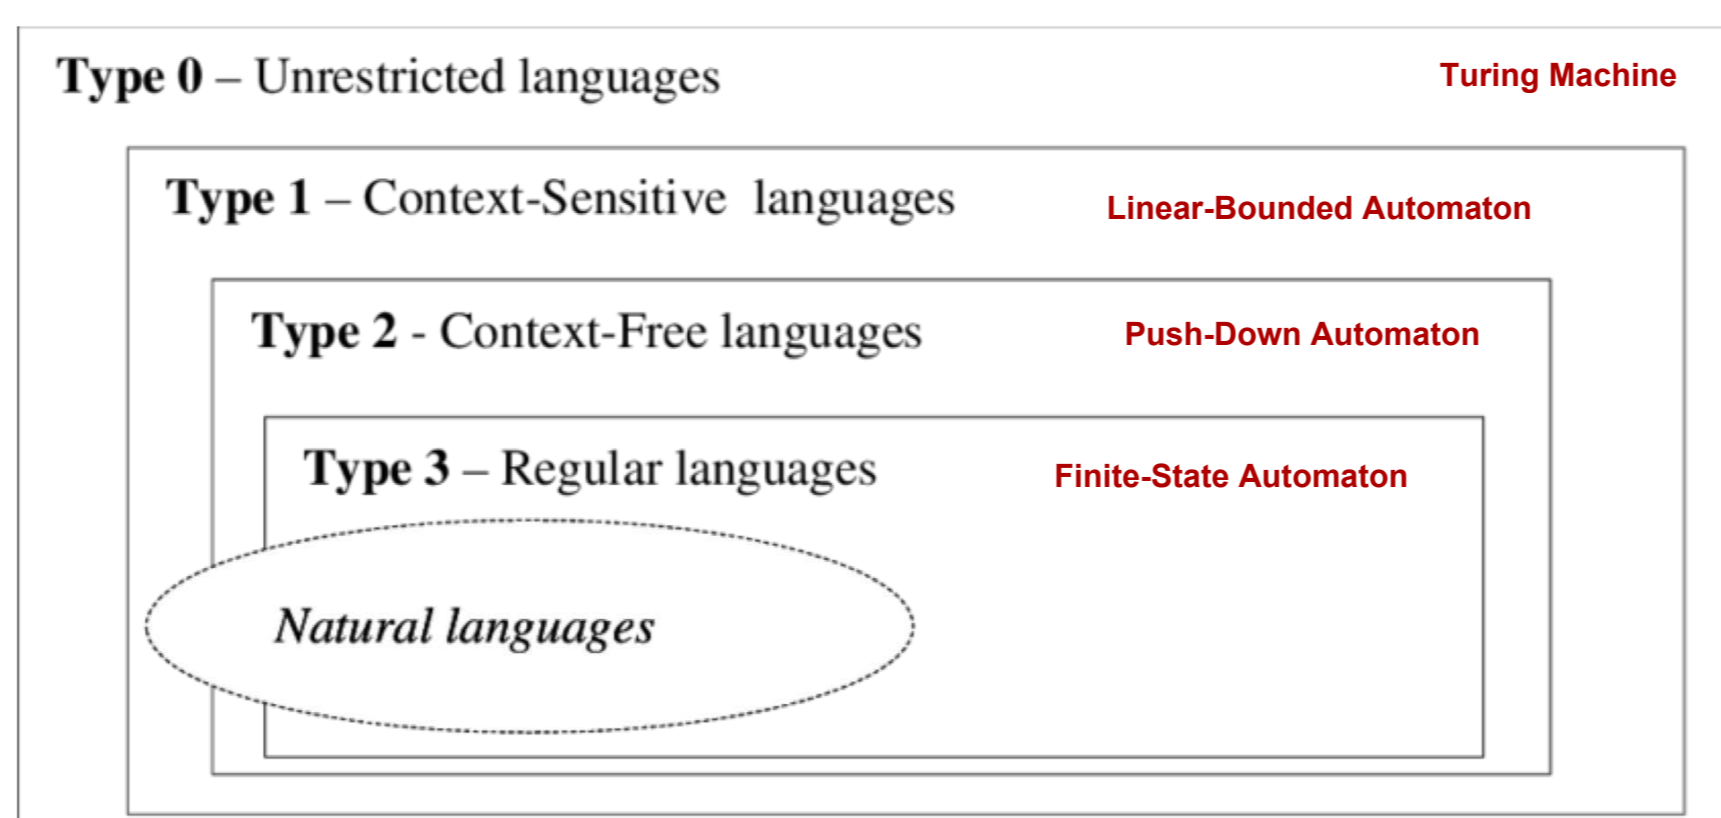 Type 0 – Unrestricted languages Turing Machine
Type 1 – Context-Sensitive languages Linear-Bounded Automaton
Type 2 - Context-Free languages Push-Down Automaton
Type 3 – Regular languages Finite-State Automaton
Natural languages